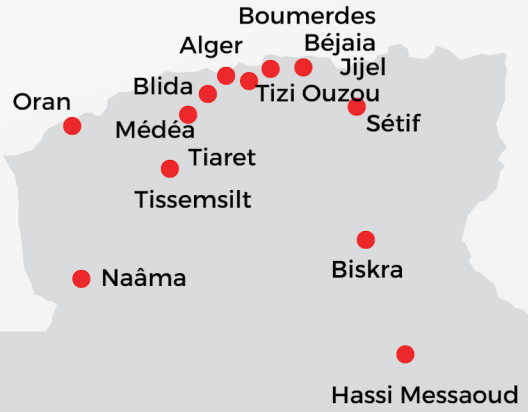 Boumerdes
Alger
Béjaia
Jijel
Blida
Tizi Ouzou
Oran
Médéa
Sétif
Tiaret
Tissemsilt
Biskra
Naâma
Hassi Messaoud